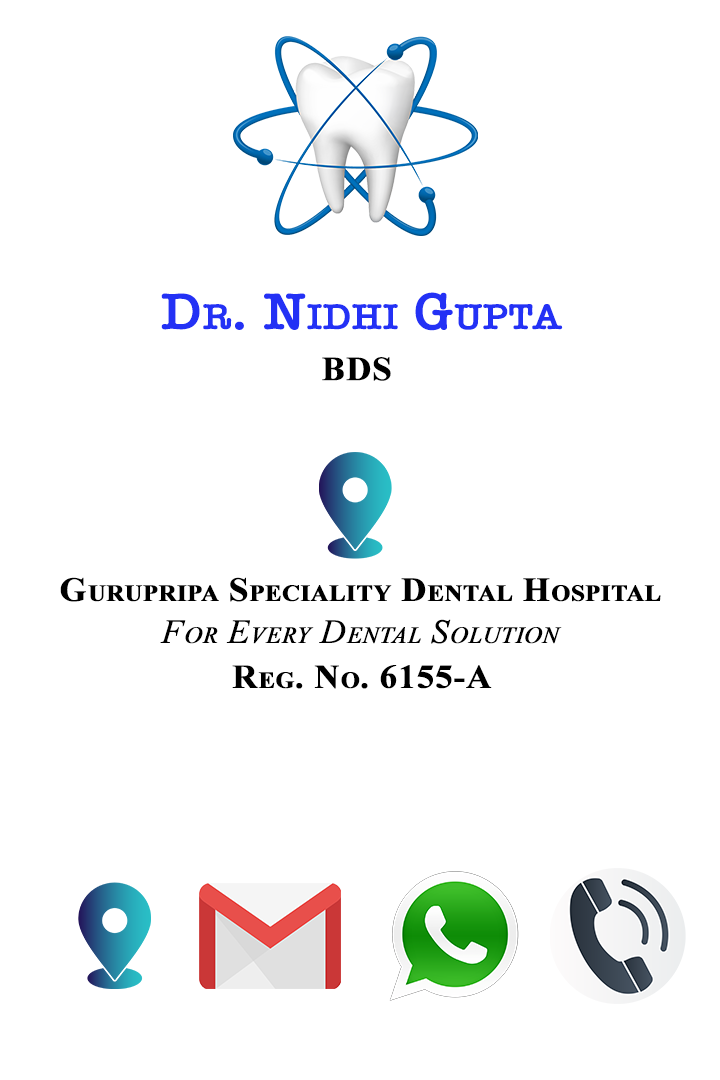 Dr. Nidhi Gupta
BDS
Gurupripa Speciality Dental Hospital
For Every Dental Solution
Reg. No. 6155-A